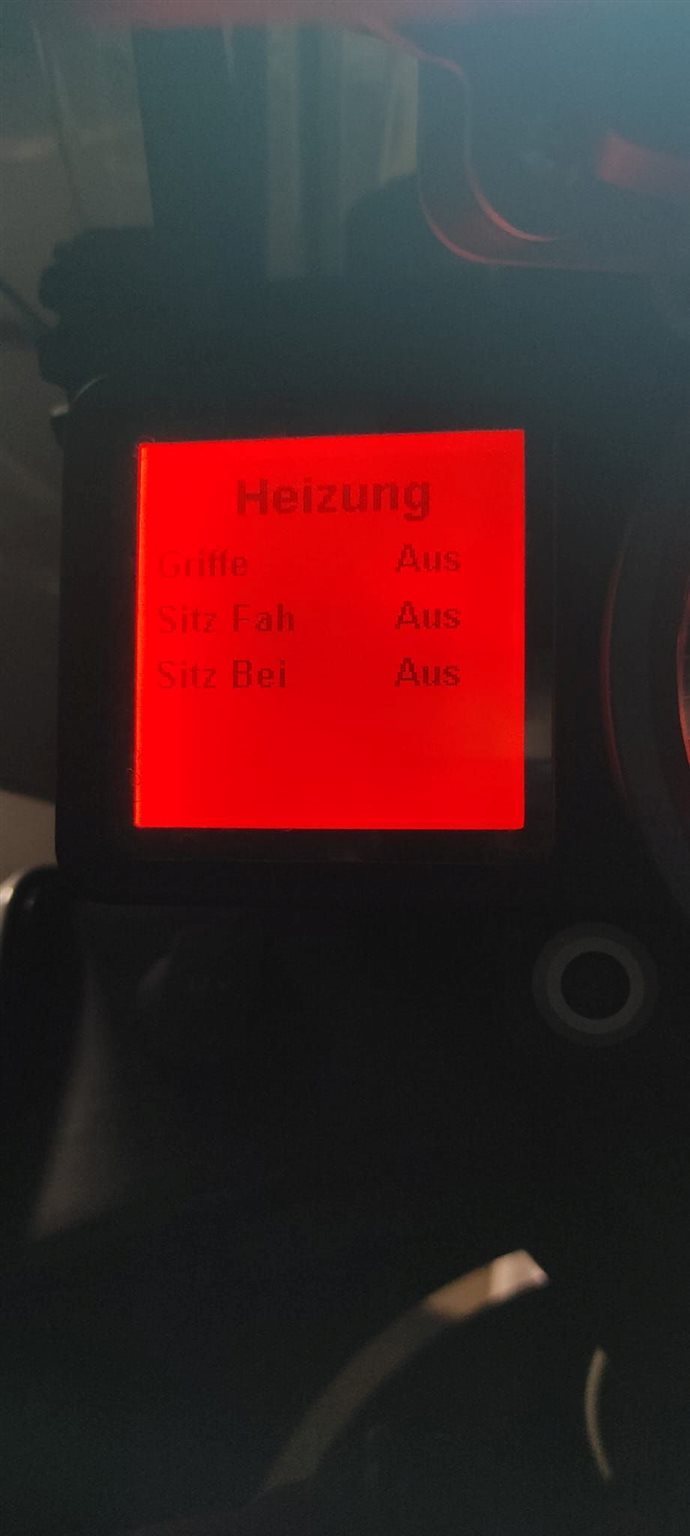 Heizung
Griffe Aus
Sitz Fah Aus
Sitz Bei Aus